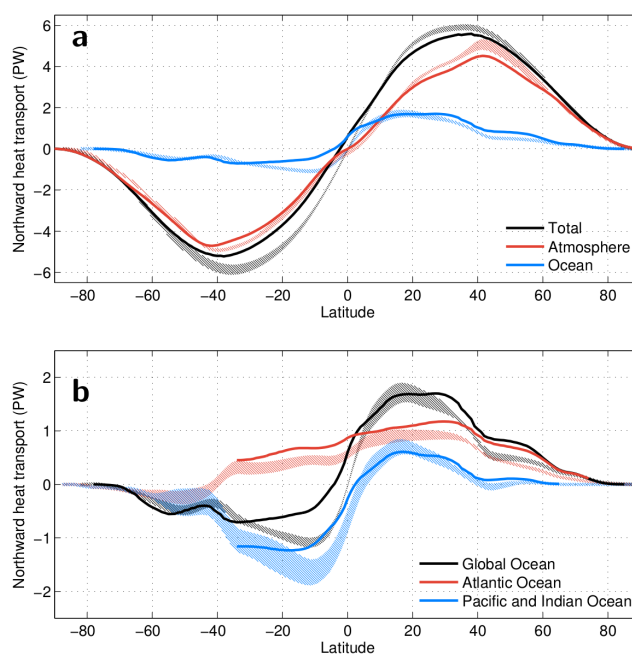 a
Northward heat transport (PW)
6
4
2
0
−2
−4
−6
−80 −60 −40 −20 0 20 40 60 80
Latitude
Total
Atmosphere
Ocean
b
Northward heat transport (PW)
2
1
0
−1
−2
−80 −60 −40 −20 0 20 40 60 80
Latitude
Global Ocean
Atlantic Ocean
Pacific and Indian Ocean